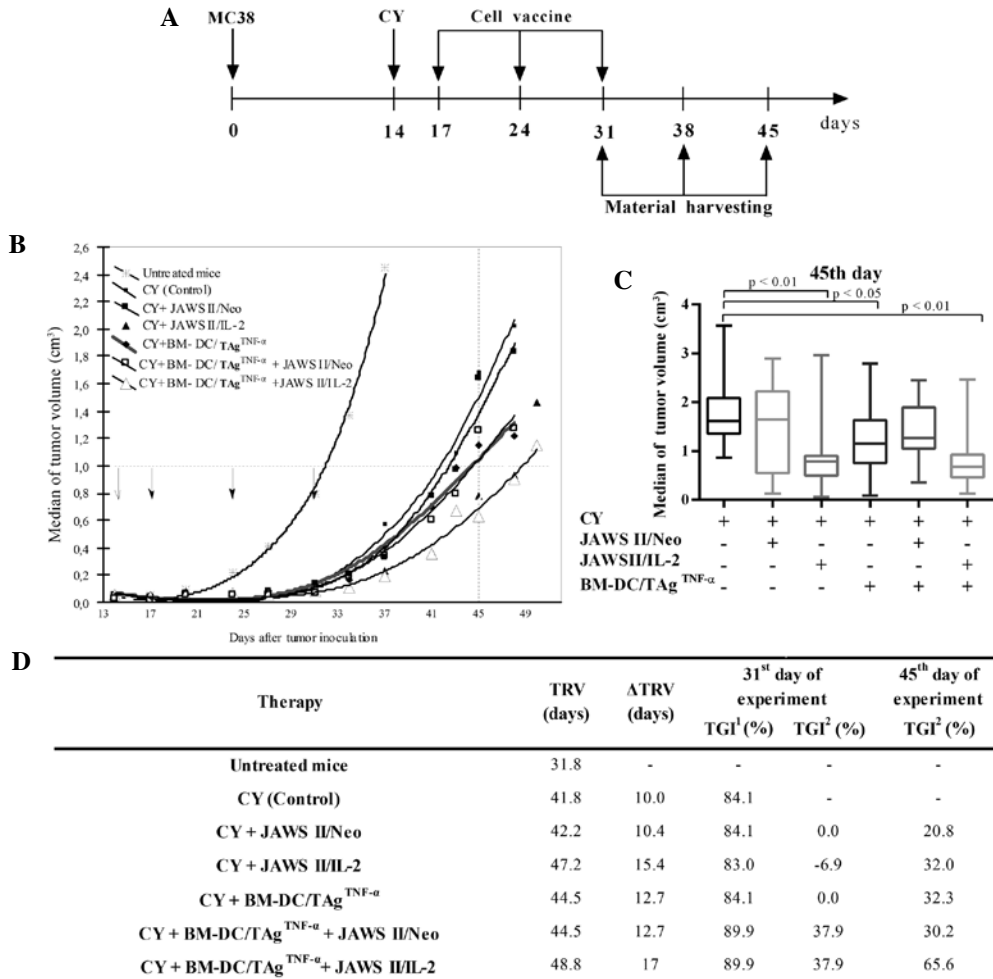 A
MC38
CY
Cell vaccine
0
14
17
24
31
38
45
days
Material harvesting
B
Median of tumor volume (cm³)
2,6
2,4
2,2
2,0
1,8
1,6
1,4
1,2
1,0
0,8
0,6
0,4
0,2
0,0
Untreated mice
CY (Control)
CY+ JAWS II/Neo
CY+ JAWS II/IL-2
CY+BM- DC/TAg^TNF-α
CY+BM- DC/TAg^TNF-α + JAWS II/Neo
CY+BM- DC/TAg^TNF-α +JAWS II/IL-2
13 17 21 25 29 33 37 41 45 49
Days after tumor inoculation
C
45th day
p < 0.01
p < 0.05
p < 0.01
Median of tumor volume (cm³)
4
3
2
1
0
CY + + + + + +
JAWS II/Neo - + - - + -
JAWSII/IL-2 - - + - - +
BM-DC/TAg^TNF-α - - - + + +
D
Therapy
TRV (days)
ΔTRV (days)
31st day of experiment
45th day of experiment
TGI¹ (%) TGI² (%) TGI² (%)
Untreated mice 31.8 - - - -
CY (Control) 41.8 10.0 84.1 - -
CY + JAWS II/Neo 42.2 10.4 84.1 0.0 20.8
CY + JAWS II/IL-2 47.2 15.4 83.0 -6.9 32.0
CY + BM-DC/TAg^TNF-α 44.5 12.7 84.1 0.0 32.3
CY + BM-DC/TAg^TNF-α + JAWS II/Neo 44.5 12.7 89.9 37.9 30.2
CY + BM-DC/TAg^TNF-α + JAWS II/IL-2 48.8 17 89.9 37.9 65.6